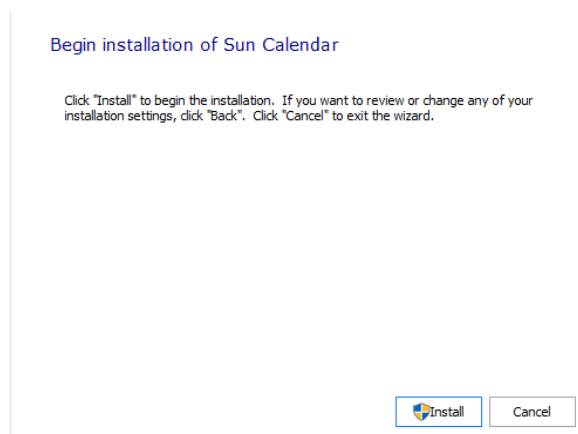 Begin installation of Sun Calendar
Click "Install" to begin the installation. If you want to review or change any of your
installation settings, click "Back". Click "Cancel" to exit the wizard.
Install
Cancel